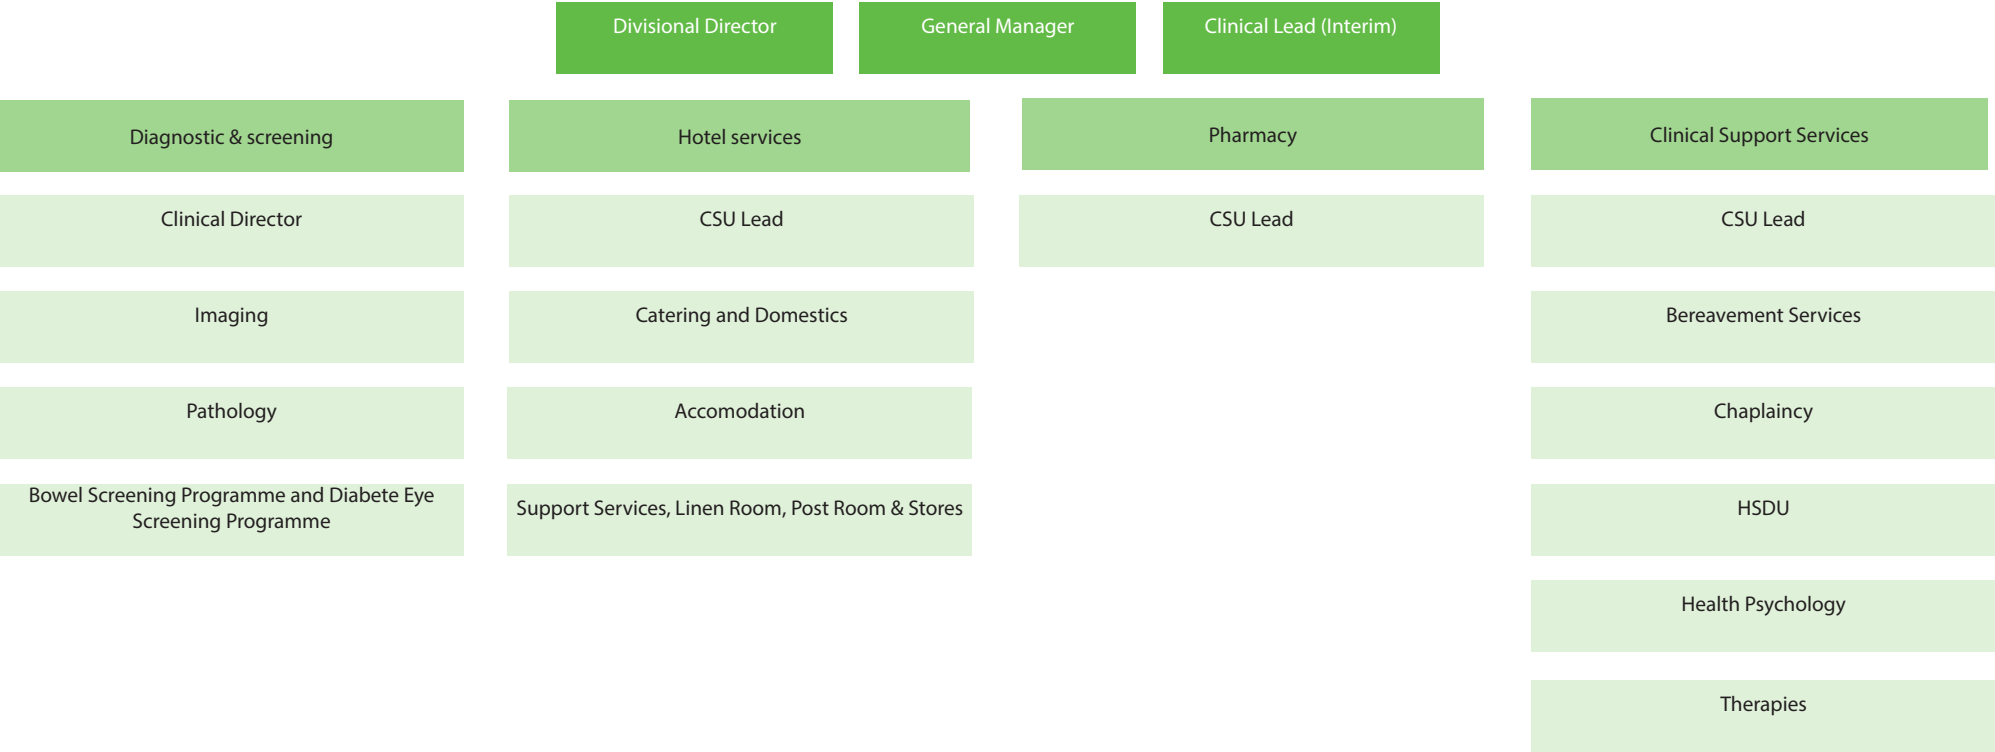 Divisional Director
General Manager
Clinical Lead (Interim)
Diagnostic & screening
Hotel services
Pharmacy
Clinical Support Services
Clinical Director
CSU Lead
CSU Lead
CSU Lead
Imaging
Catering and Domestics
Bereavement Services
Pathology
Accomodation
Chaplaincy
Bowel Screening Programme and Diabete Eye
Screening Programme
Support Services, Linen Room, Post Room & Stores
HSDU
Health Psychology
Therapies